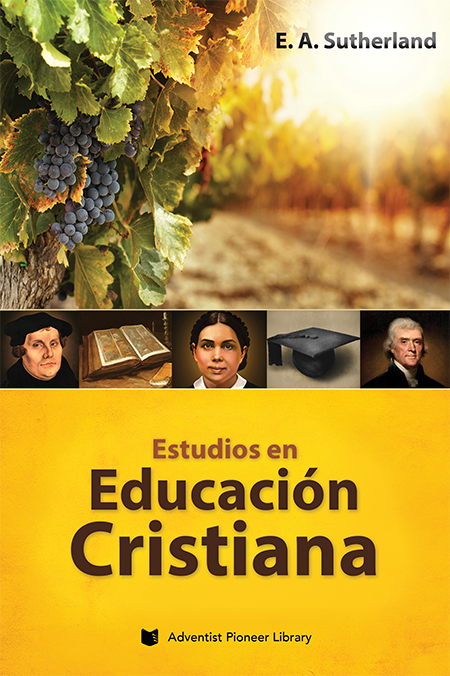 E. A. Sutherland
Estudios en
Educación
Cristiana
Adventist Pioneer Library